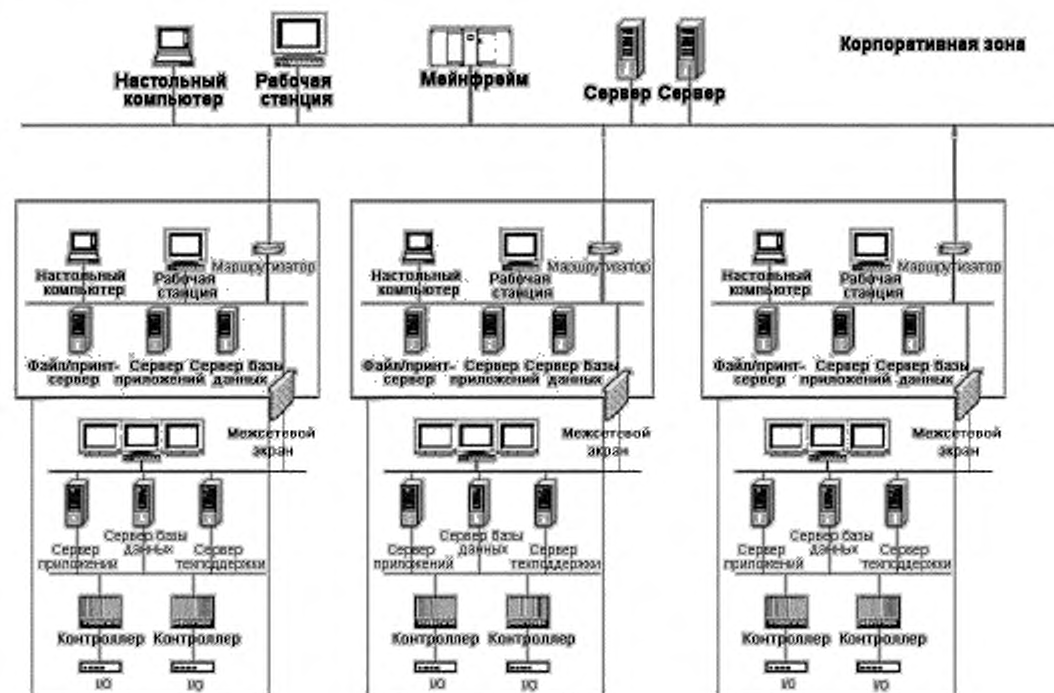 Корпоративная зона
Настольный
компьютер
Рабочая
станция
Мейнфрейм
Сервер Сервер
Настольный
компьютер
Рабочая
станция
Маршрутизатор
Файл/принт-
сервер
Сервер
приложений
Сервер базы
данных
Межсетевой
экран
Сервер
приложений
Сервер базы
данных
Сервер
техподдержки
Контроллер Контроллер
I/O I/O
Настольный
компьютер
Рабочая
станция
Маршрутизатор
Файл/принт-
сервер
Сервер
приложений
Сервер базы
данных
Межсетевой
экран
Сервер
приложений
Сервер базы
данных
Сервер
техподдержки
Контроллер Контроллер
I/O I/O
Настольный
компьютер
Рабочая
станция
Маршрутизатор
Файл/принт-
сервер
Сервер
приложений
Сервер базы
данных
Межсетевой
экран
Сервер
приложений
Сервер базы
данных
Сервер
техподдержки
Контроллер Контроллер
I/O I/O